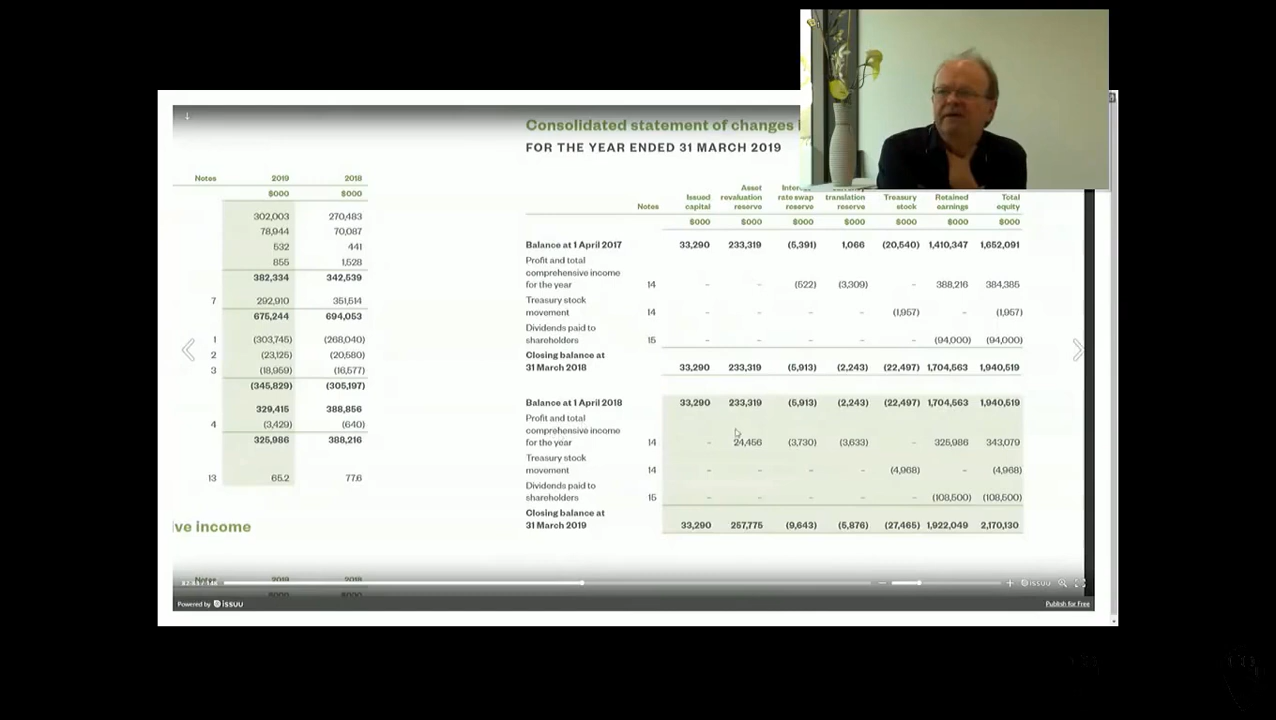 Consolidated statement of changes i
FOR THE YEAR ENDED 31 MARCH 2019
Notes 2019 2018
$000 $000
302,003 270,483
78,944 70,087
532 441
855 1,528
382,334 342,539
7 292,910 351,514
675,244 694,053
1 (303,745) (268,040)
2 (23,125) (20,580)
3 (18,959) (16,577)
(345,829) (305,197)
329,415 388,856
4 (3,429) (640)
325,986 388,216
13 65.2 77.6
ive income
Notes 2019 2018
$000 $000
Asset Inter
Issued revaluation rate swap translation Treasury Retained Total
Notes capital reserve reserve reserve stock earnings equity
$000 $000 $000 $000 $000 $000 $000
Balance at 1 April 2017 33,290 233,319 (5,391) 1,066 (20,540) 1,410,347 1,652,091
Profit and total
comprehensive income
for the year 14 – – (522) (3,309) – 388,216 384,385
Treasury stock
movement 14 – – – – (1,957) – (1,957)
Dividends paid to
shareholders 15 – – – – – (94,000) (94,000)
Closing balance at
31 March 2018 33,290 233,319 (5,913) (2,243) (22,497) 1,704,563 1,940,519
Balance at 1 April 2018 33,290 233,319 (5,913) (2,243) (22,497) 1,704,563 1,940,519
Profit and total
comprehensive income
for the year 14 – 24,456 (3,730) (3,633) – 325,986 343,079
Treasury stock
movement 14 – – – – (4,968) – (4,968)
Dividends paid to
shareholders 15 – – – – – (108,500) (108,500)
Closing balance at
31 March 2019 33,290 257,775 (9,643) (5,876) (27,465) 1,922,049 2,170,130
issuu
Powered by issuu
Publish for Free